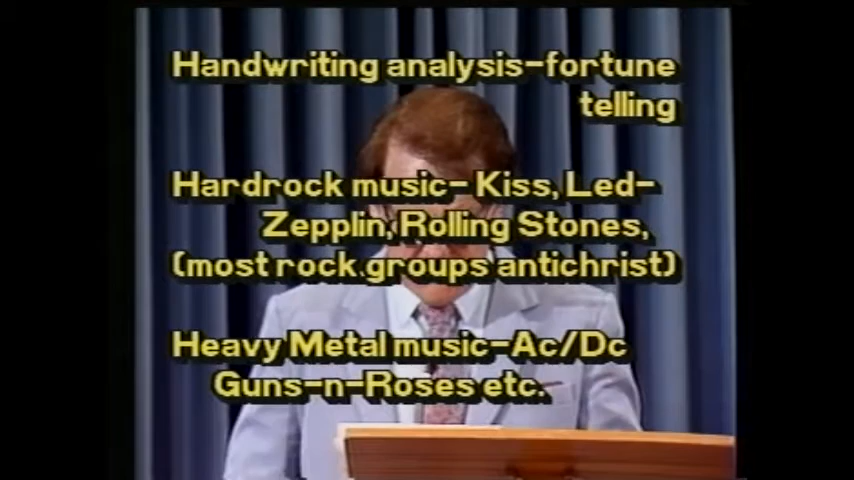 Handwriting analysis-fortune
telling
Hardrock music- Kiss, Led-
Zepplin, Rolling Stones,
(most rock groups antichrist)
Heavy Metal music-Ac/Dc
Guns-n-Roses etc.